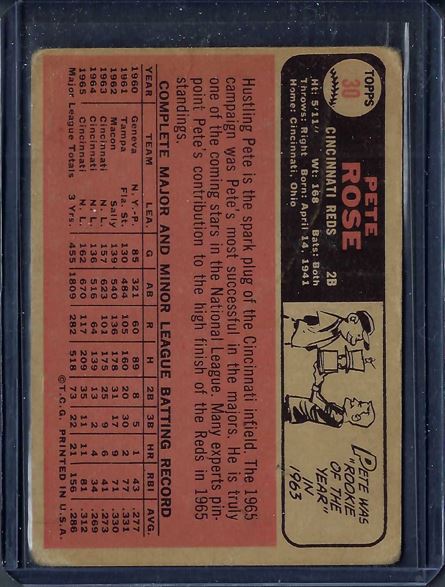 TOPPS
30
PETE
ROSE
CINCINNATI REDS 2B
Ht: 5'11" Wt: 168 Bats: Both
Throws: Right Born: April 14, 1941
Home: Cincinnati, Ohio
PETE WAS
"ROOKIE
OF THE
YEAR"
IN
1963
Hustling Pete is the spark plug of the Cincinnati infield. The 1965
campaign was Pete's most successful in the majors. He is truly
one of the coming stars in the National League. Many experts pin-
point Pete's contribution to the high finish of the Reds in 1965
standings.
COMPLETE MAJOR AND MINOR LEAGUE BATTING RECORD
YEAR TEAM LEA. G AB R H 2B 3B HR RBI AVG.
1960 Geneva N.Y.-P. 85 321 60 89 8 5 1 43 .277
1961 Tampa Fla. St. 130 484 105 160 20 30 2 77 .331
1962 Macon Sally 139 540 136 178 31 17 9 71 .330
1963 Cincinnati N. L. 157 623 101 170 25 9 6 41 .273
1964 Cincinnati N. L. 136 516 64 139 13 2 4 34 .269
1965 Cincinnati N. L. 162 670 117 209 35 11 11 81 .312
Major League Totals 3 Yrs. 455 1809 282 518 73 22 21 156 .286
©T.C.G. PRINTED IN U.S.A.